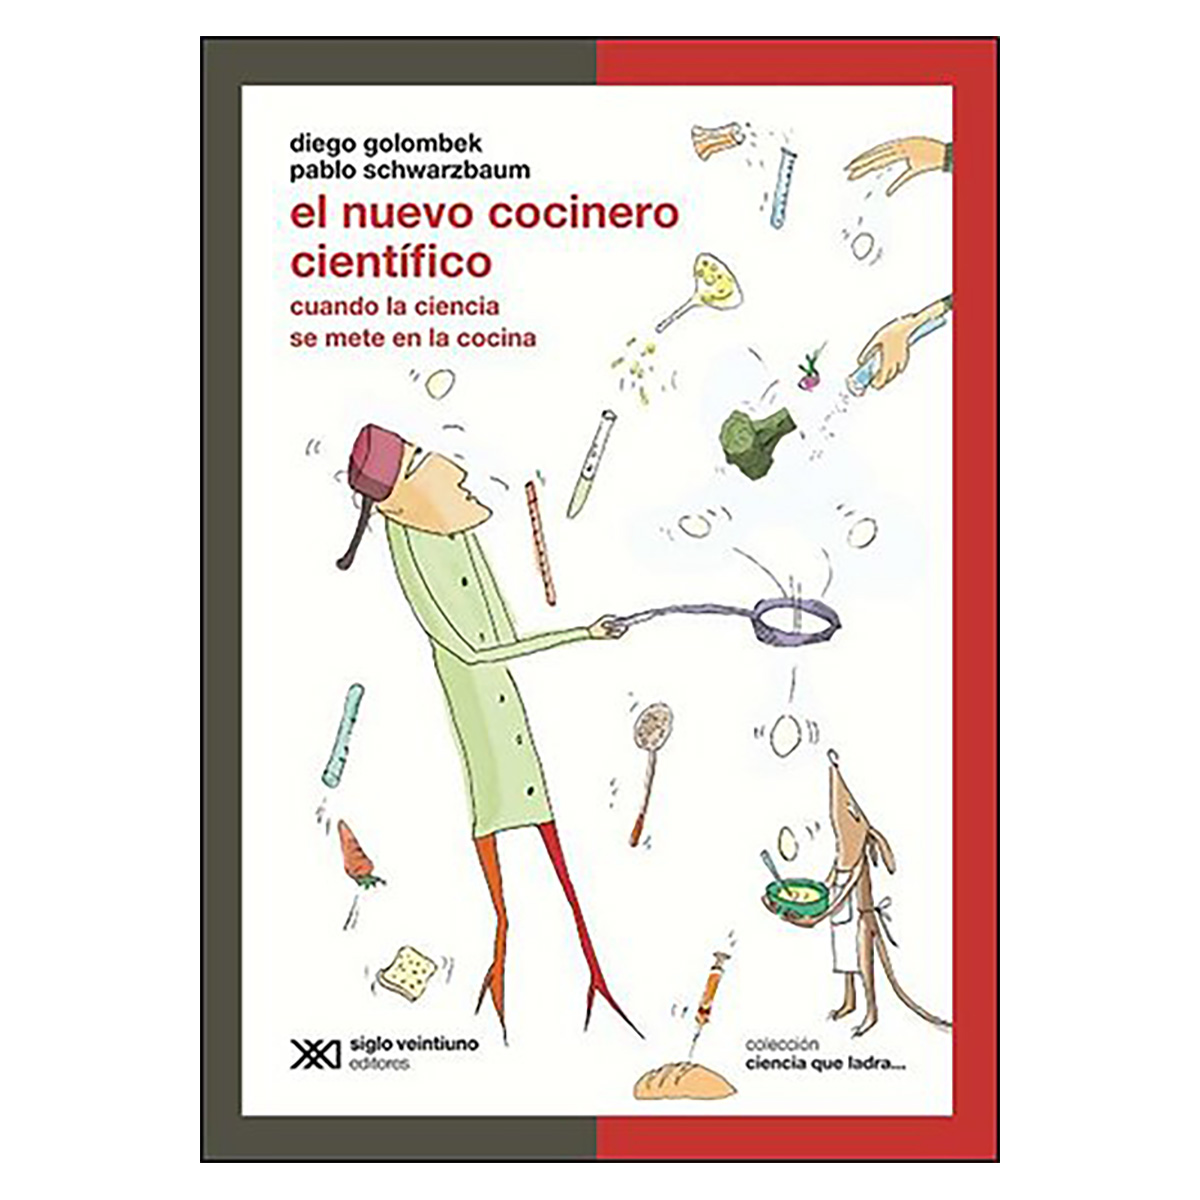 diego golombek
pablo schwarzbaum
el nuevo cocinero
científico
cuando la ciencia
se mete en la cocina
siglo veintiuno
editores
colección
ciencia que ladra...